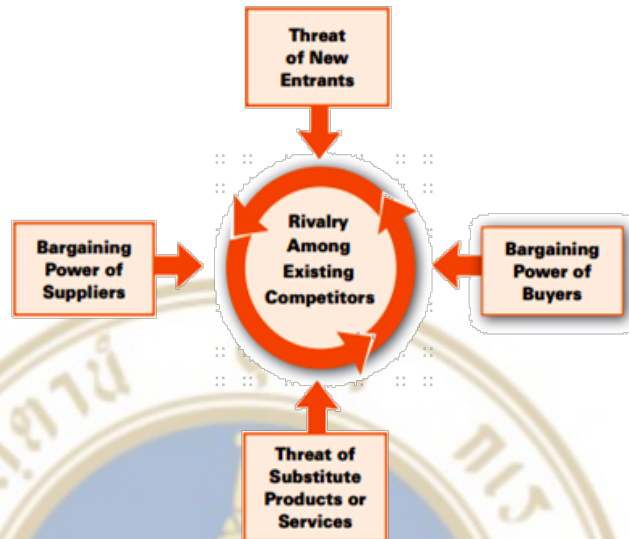 Threat
of New
Entrants
Rivalry
Among
Existing
Competitors
Bargaining
Power of
Suppliers
Bargaining
Power of
Buyers
Threat of
Substitute
Products or
Services